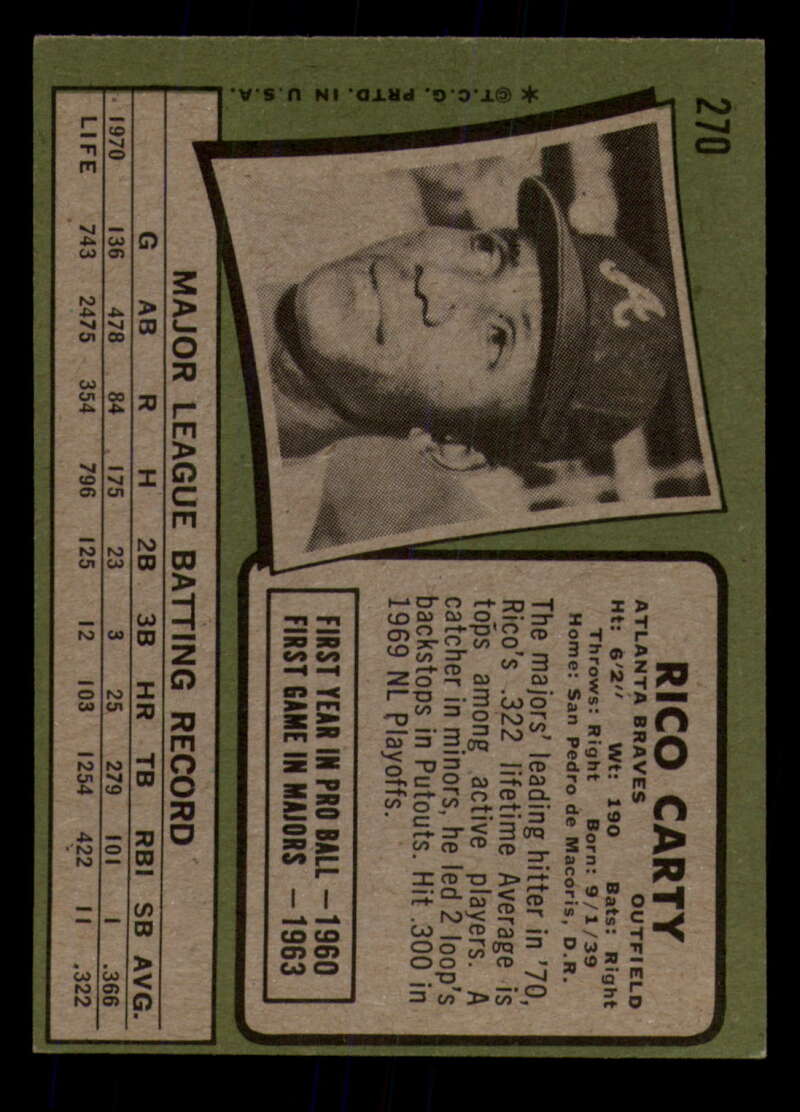 270
* ©T.C.G. PRTD. IN U.S.A.
A
RICO CARTY
ATLANTA BRAVES OUTFIELD
Ht: 6'2" Wt: 190 Bats: Right
Throws: Right Born: 9/1/39
Home: San Pedro de Macoris, D.R.
The majors' leading hitter in '70,
Rico's .322 lifetime Average is
tops among active players. A
catcher in minors, he led 2 loop's
backstops in Putouts. Hit .300 in
1969 NL Playoffs.
FIRST YEAR IN PRO BALL — 1960
FIRST GAME IN MAJORS — 1963
MAJOR LEAGUE BATTING RECORD
G AB R H 2B 3B HR TB RBI SB AVG.
1970 136 478 84 175 23 3 25 279 101 1 .366
LIFE 743 2475 354 796 125 12 103 1254 422 11 .322